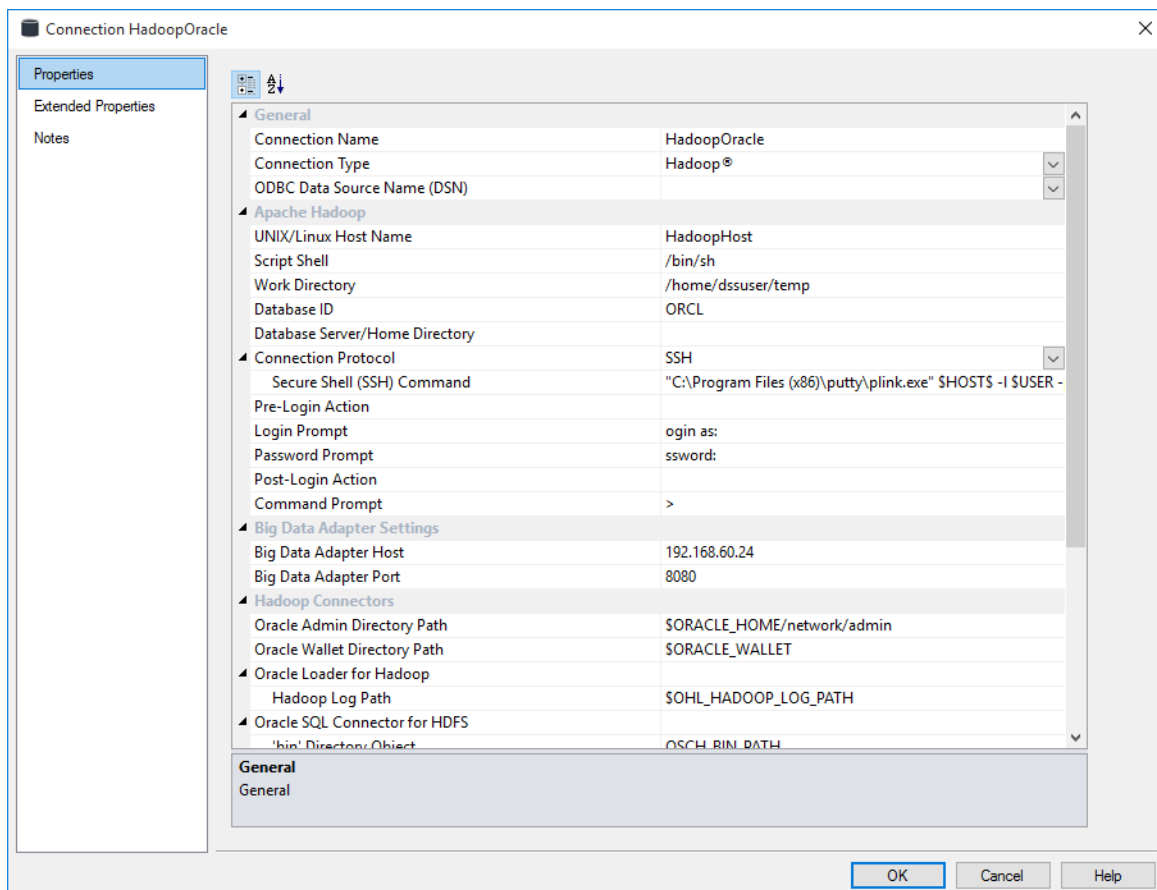 Connection HadoopOracle
Properties
Extended Properties
Notes
General
Connection Name HadoopOracle
Connection Type Hadoop®
ODBC Data Source Name (DSN)
Apache Hadoop
UNIX/Linux Host Name HadoopHost
Script Shell /bin/sh
Work Directory /home/dssuser/temp
Database ID ORCL
Database Server/Home Directory
Connection Protocol SSH
Secure Shell (SSH) Command "C:\Program Files (x86)\putty\plink.exe" $HOST$ -l $USER -
Pre-Login Action
Login Prompt ogin as:
Password Prompt ssword:
Post-Login Action
Command Prompt >
Big Data Adapter Settings
Big Data Adapter Host 192.168.60.24
Big Data Adapter Port 8080
Hadoop Connectors
Oracle Admin Directory Path $ORACLE_HOME/network/admin
Oracle Wallet Directory Path $ORACLE_WALLET
Oracle Loader for Hadoop
Hadoop Log Path $OHL_HADOOP_LOG_PATH
Oracle SQL Connector for HDFS
'bin' Directory Object OSCH_BIN_PATH
General
General
OK Cancel Help